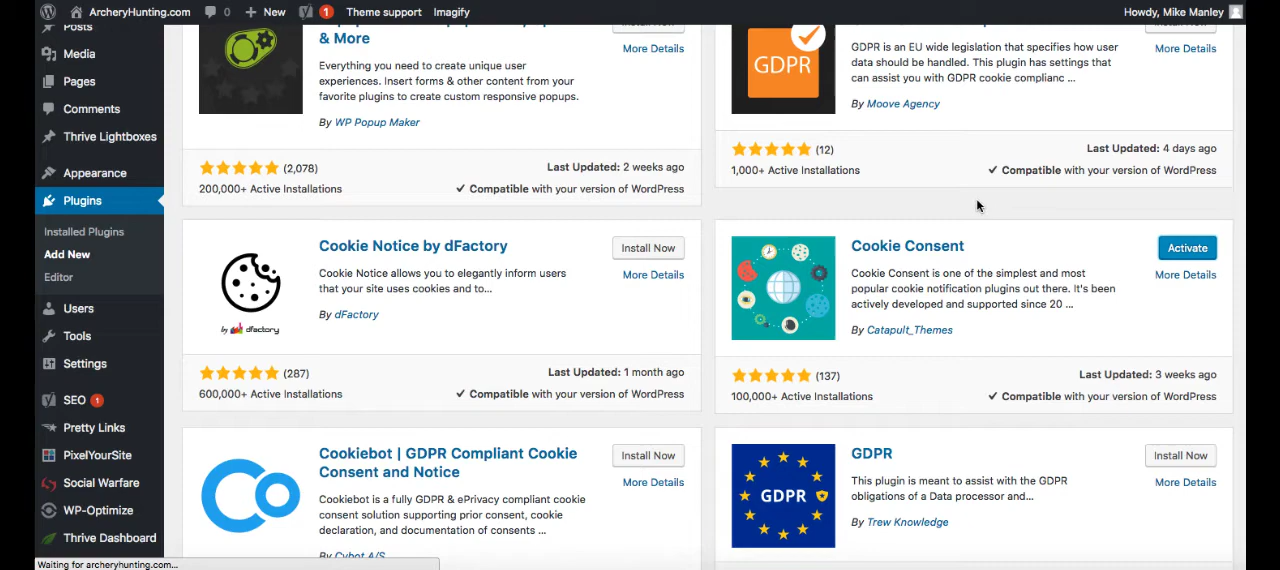 ArcheryHunting.com 0 + New 1 Theme support Imagify Howdy, Mike Manley
Posts
Media
Pages
Comments
Thrive Lightboxes
Appearance
Plugins
Installed Plugins
Add New
Editor
Users
Tools
Settings
SEO 1
Pretty Links
PixelYourSite
Social Warfare
WP-Optimize
Thrive Dashboard
& More
Install Now
More Details
Everything you need to create unique user
experiences. Insert forms & other content from your
favorite plugins to create custom responsive popups.
By WP Popup Maker
(2,078)
200,000+ Active Installations
Last Updated: 2 weeks ago
Compatible with your version of WordPress
GDPR
Install Now
More Details
GDPR is an EU wide legislation that specifies how user
data should be handled. This plugin has settings that
can assist you with GDPR cookie complianc ...
By Moove Agency
(12)
1,000+ Active Installations
Last Updated: 4 days ago
Compatible with your version of WordPress
by dfactory
Cookie Notice by dFactory
Install Now
More Details
Cookie Notice allows you to elegantly inform users
that your site uses cookies and to...
By dFactory
(287)
600,000+ Active Installations
Last Updated: 1 month ago
Compatible with your version of WordPress
Cookie Consent
Activate
More Details
Cookie Consent is one of the simplest and most
popular cookie notification plugins out there. It's been
actively developed and supported since 20 ...
By Catapult_Themes
(137)
100,000+ Active Installations
Last Updated: 3 weeks ago
Compatible with your version of WordPress
Cookiebot | GDPR Compliant Cookie
Consent and Notice
Install Now
More Details
Cookiebot is a fully GDPR & ePrivacy compliant cookie
consent solution supporting prior consent, cookie
declaration, and documentation of consents ...
By Cybot A/S
GDPR
GDPR
Install Now
More Details
This plugin is meant to assist with the GDPR
obligations of a Data processor and...
By Trew Knowledge
Waiting for archeryhunting.com...